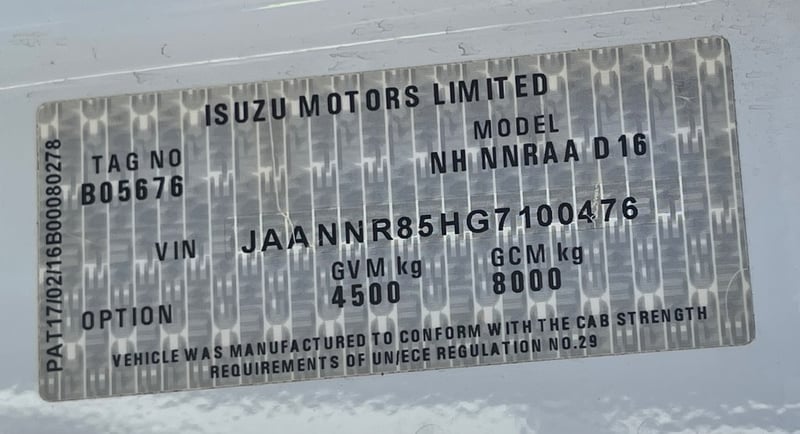 ISUZU MOTORS LIMITED
TAG NO
B05676
MODEL
NH NNRAA D16
VIN JAANNR85HG7100476
GVM kg
4500
GCM kg
8000
OPTION
VEHICLE WAS MANUFACTURED TO CONFORM WITH THE CAB STRENGTH
REQUIREMENTS OF UN/ECE REGULATION NO.29
PAT17/02/16B00080278